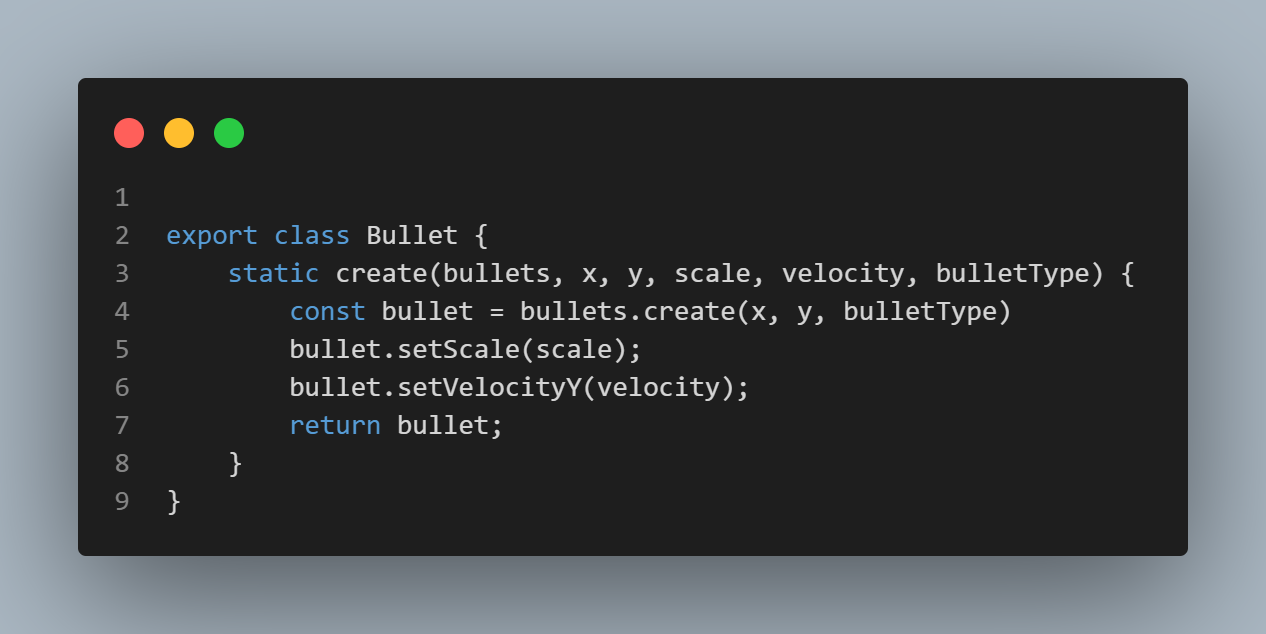 1
2 export class Bullet {
3     static create(bullets, x, y, scale, velocity, bulletType) {
4         const bullet = bullets.create(x, y, bulletType)
5         bullet.setScale(scale);
6         bullet.setVelocityY(velocity);
7         return bullet;
8     }
9 }